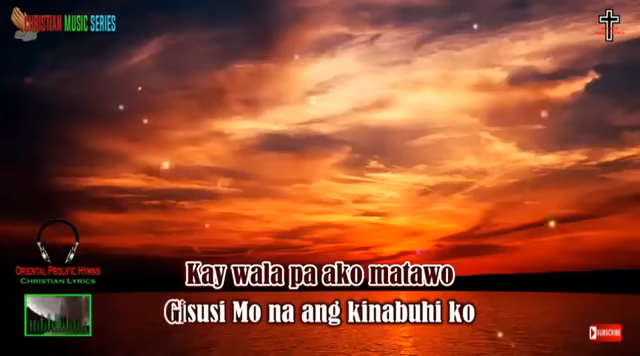 CHRISTIAN MUSIC SERIES
ORIENTAL PROLIFIC HYMNS
CHRISTIAN LYRICS
Kay wala pa ako matawo
Gisusi Mo na ang kinabuhi ko
SUBSCRIBE